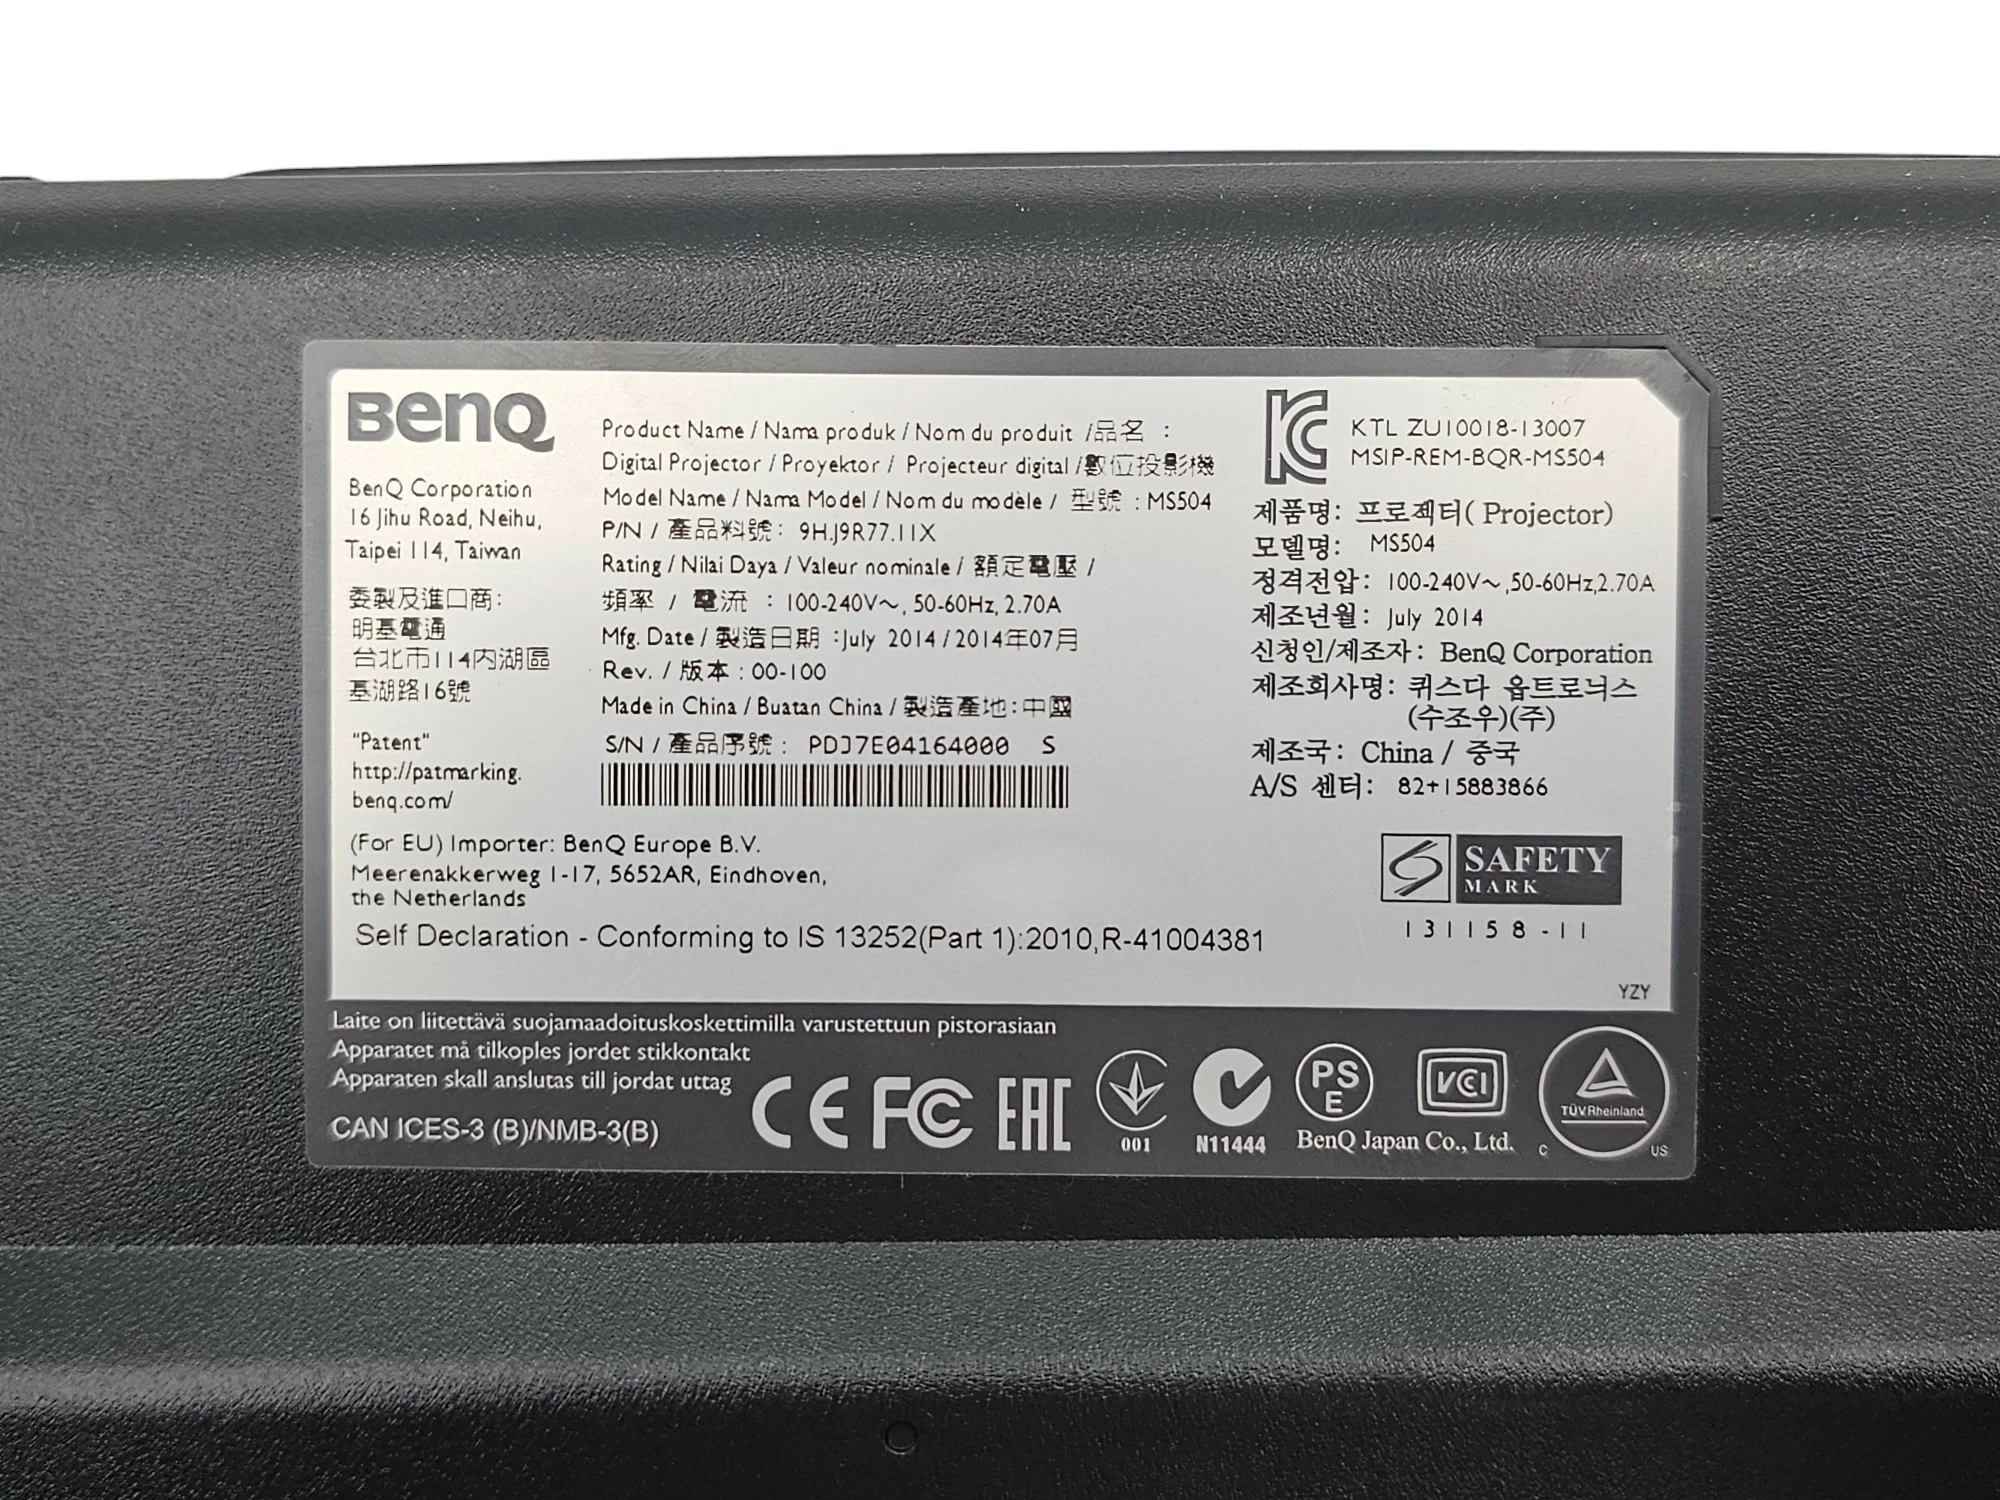 BenQ
BenQ Corporation
16 Jihu Road, Neihu,
Taipei 114, Taiwan
委製及進口商:
明基電通
台北市114內湖區
基湖路16號
"Patent"
http://patmarking.
benq.com/
Product Name / Nama produk / Nom du produit /品名 :
Digital Projector / Proyektor / Projecteur digital /數位投影機
Model Name / Nama Model / Nom du modèle / 型號 : MS504
P/N / 產品料號: 9H.J9R77.11X
Rating / Nilai Daya / Valeur nominale / 額定電壓 /
頻率 / 電流 : 100-240V~, 50-60Hz, 2.70A
Mfg. Date / 製造日期 :July 2014 / 2014年07月
Rev. / 版本 : 00-100
Made in China / Buatan China / 製造產地:中國
S/N / 產品序號: PDJ7E04164000 S
(For EU) Importer: BenQ Europe B.V.
Meerenakkerweg 1-17, 5652AR, Eindhoven,
the Netherlands
Self Declaration - Conforming to IS 13252(Part 1):2010,R-41004381
KTL ZU10018-13007
MSIP-REM-BQR-MS504
제품명: 프로젝터( Projector)
모델명: MS504
정격전압: 100-240V~,50-60Hz,2.70A
제조년월: July 2014
신청인/제조자: BenQ Corporation
제조회사명: 퀴스다 옵트로닉스
(수조우)(주)
제조국: China / 중국
A/S 센터: 82+15883866
SAFETY
MARK
131158-11
YZY
Laite on liitettävä suojamaadoituskoskettimilla varustettuun pistorasiaan
Apparatet må tilkoples jordet stikkontakt
Apparaten skall anslutas till jordat uttag
CAN ICES-3 (B)/NMB-3(B)
CE FC EAC
001
N11444
PS
E
BenQ Japan Co., Ltd.
VCCI
TÜVRheinland
C US